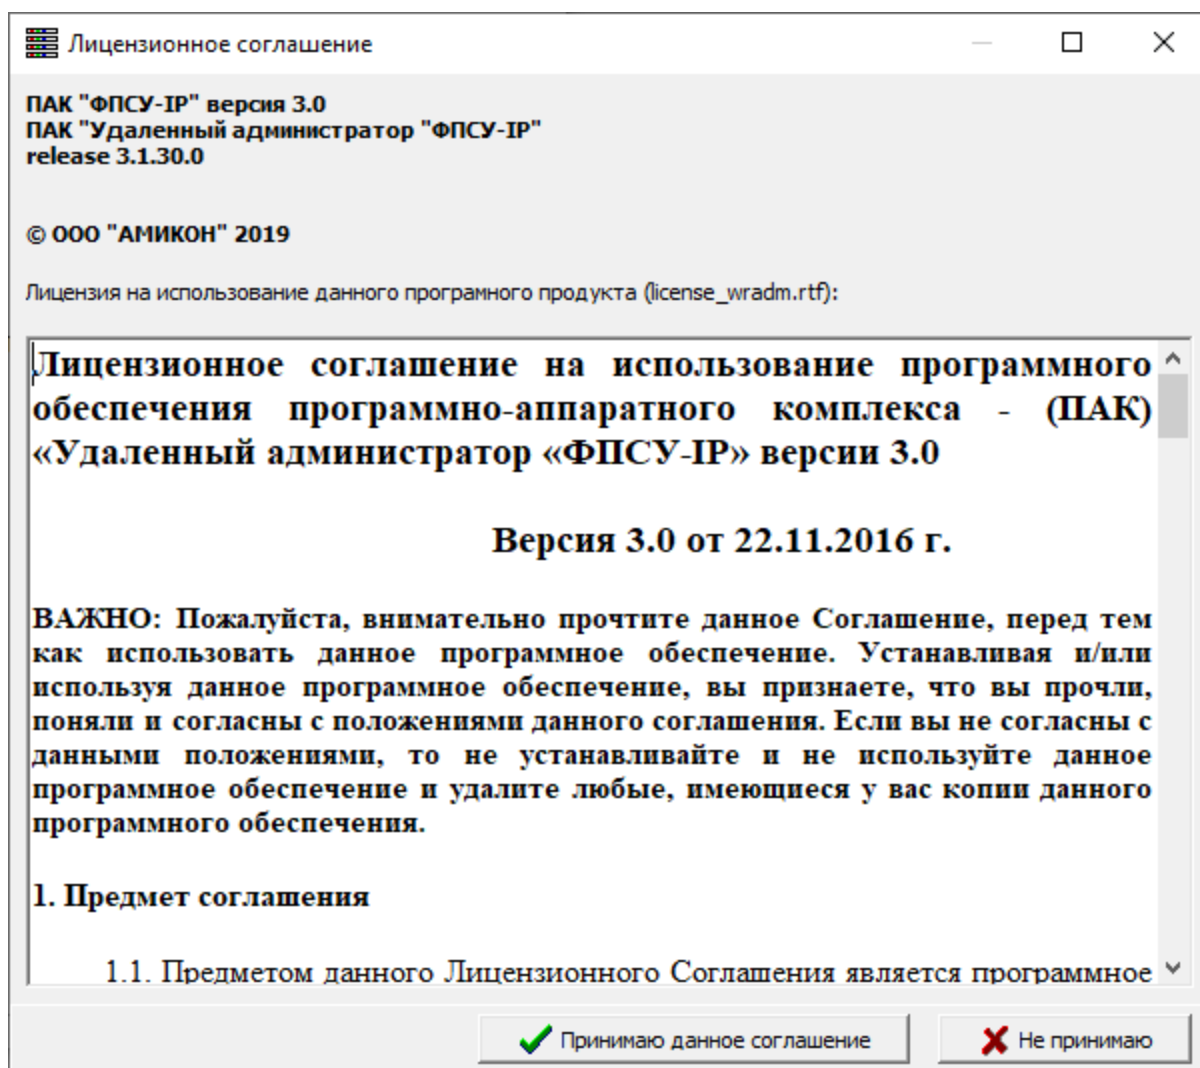 Лицензионное соглашение
ПАК "ФПСУ-IP" версия 3.0
ПАК "Удаленный администратор "ФПСУ-IP"
release 3.1.30.0
© ООО "АМИКОН" 2019
Лицензия на использование данного програмного продукта (license_wradm.rtf):
Лицензионное соглашение на использование программного
обеспечения программно-аппаратного комплекса - (ПАК)
«Удаленный администратор «ФПСУ-IP» версии 3.0
Версия 3.0 от 22.11.2016 г.
ВАЖНО: Пожалуйста, внимательно прочтите данное Соглашение, перед тем
как использовать данное программное обеспечение. Устанавливая и/или
используя данное программное обеспечение, вы признаете, что вы прочли,
поняли и согласны с положениями данного соглашения. Если вы не согласны с
данными положениями, то не устанавливайте и не используйте данное
программное обеспечение и удалите любые, имеющиеся у вас копии данного
программного обеспечения.
1. Предмет соглашения
1.1. Предметом данного Лицензионного Соглашения является программное
Принимаю данное соглашение
Не принимаю